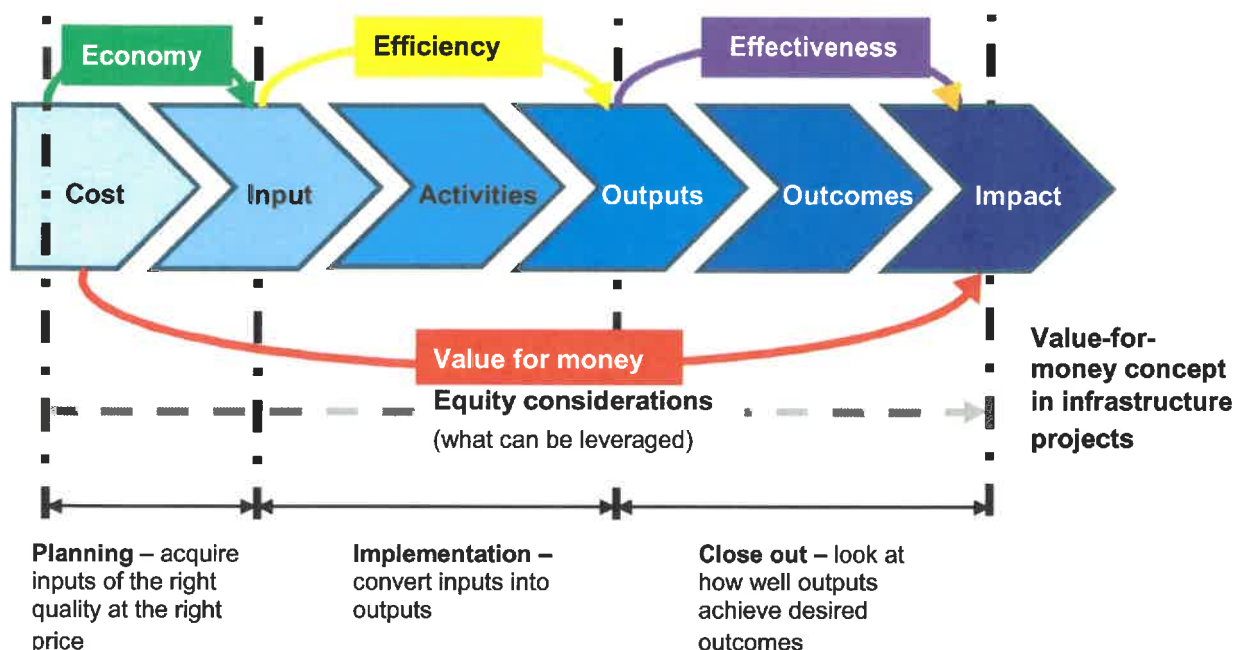 Economy
Efficiency
Effectiveness
Cost
Input
Activities
Outputs
Outcomes
Impact
Value for money
Equity considerations
(what can be leveraged)
Value-for-
money concept
in infrastructure
projects
Planning – acquire
inputs of the right
quality at the right
price
Implementation –
convert inputs into
outputs
Close out – look at
how well outputs
achieve desired
outcomes